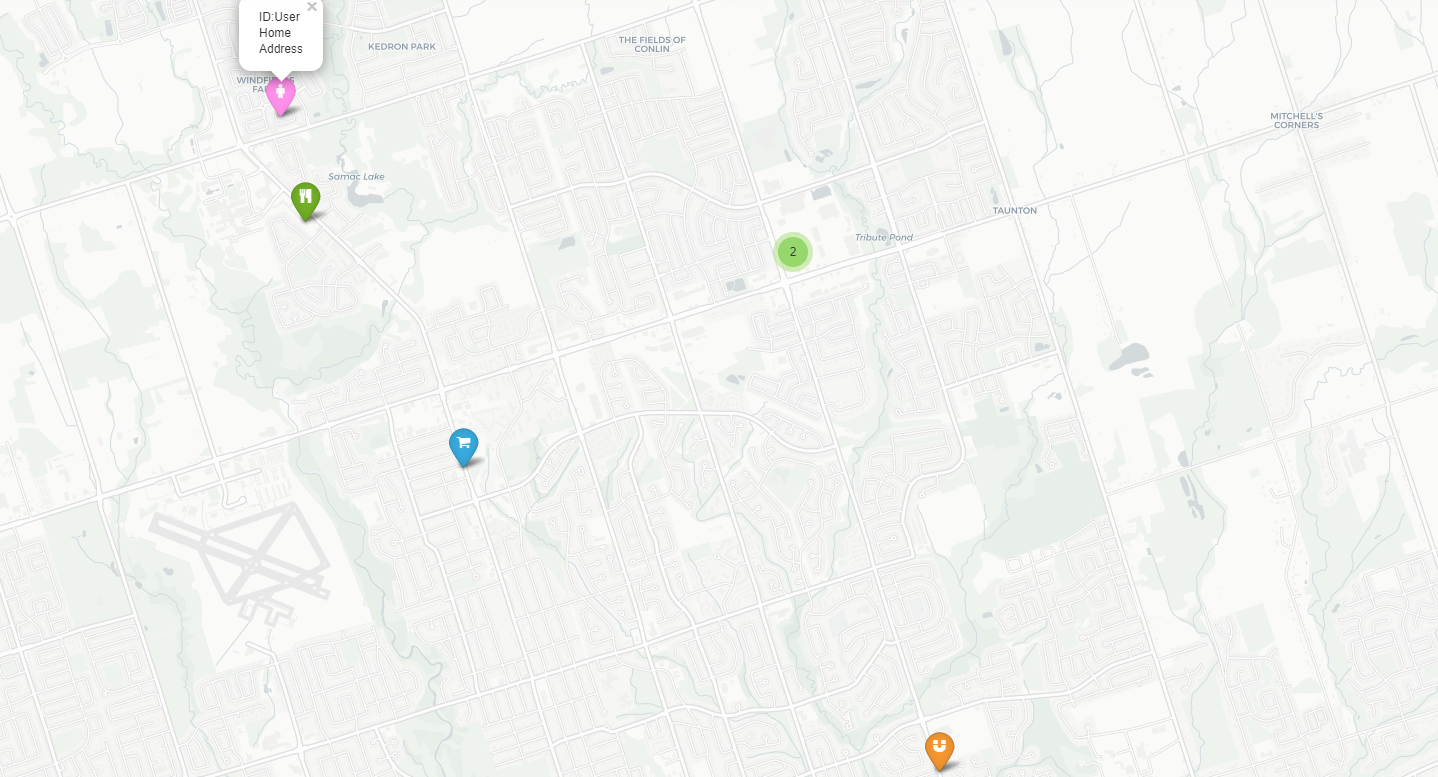 ×
ID:User
Home
Address
KEDRON PARK
THE FIELDS OF
CONLIN
MITCHELL'S
CORNERS
Samac Lake
TAUNTON
Tribute Pond
2